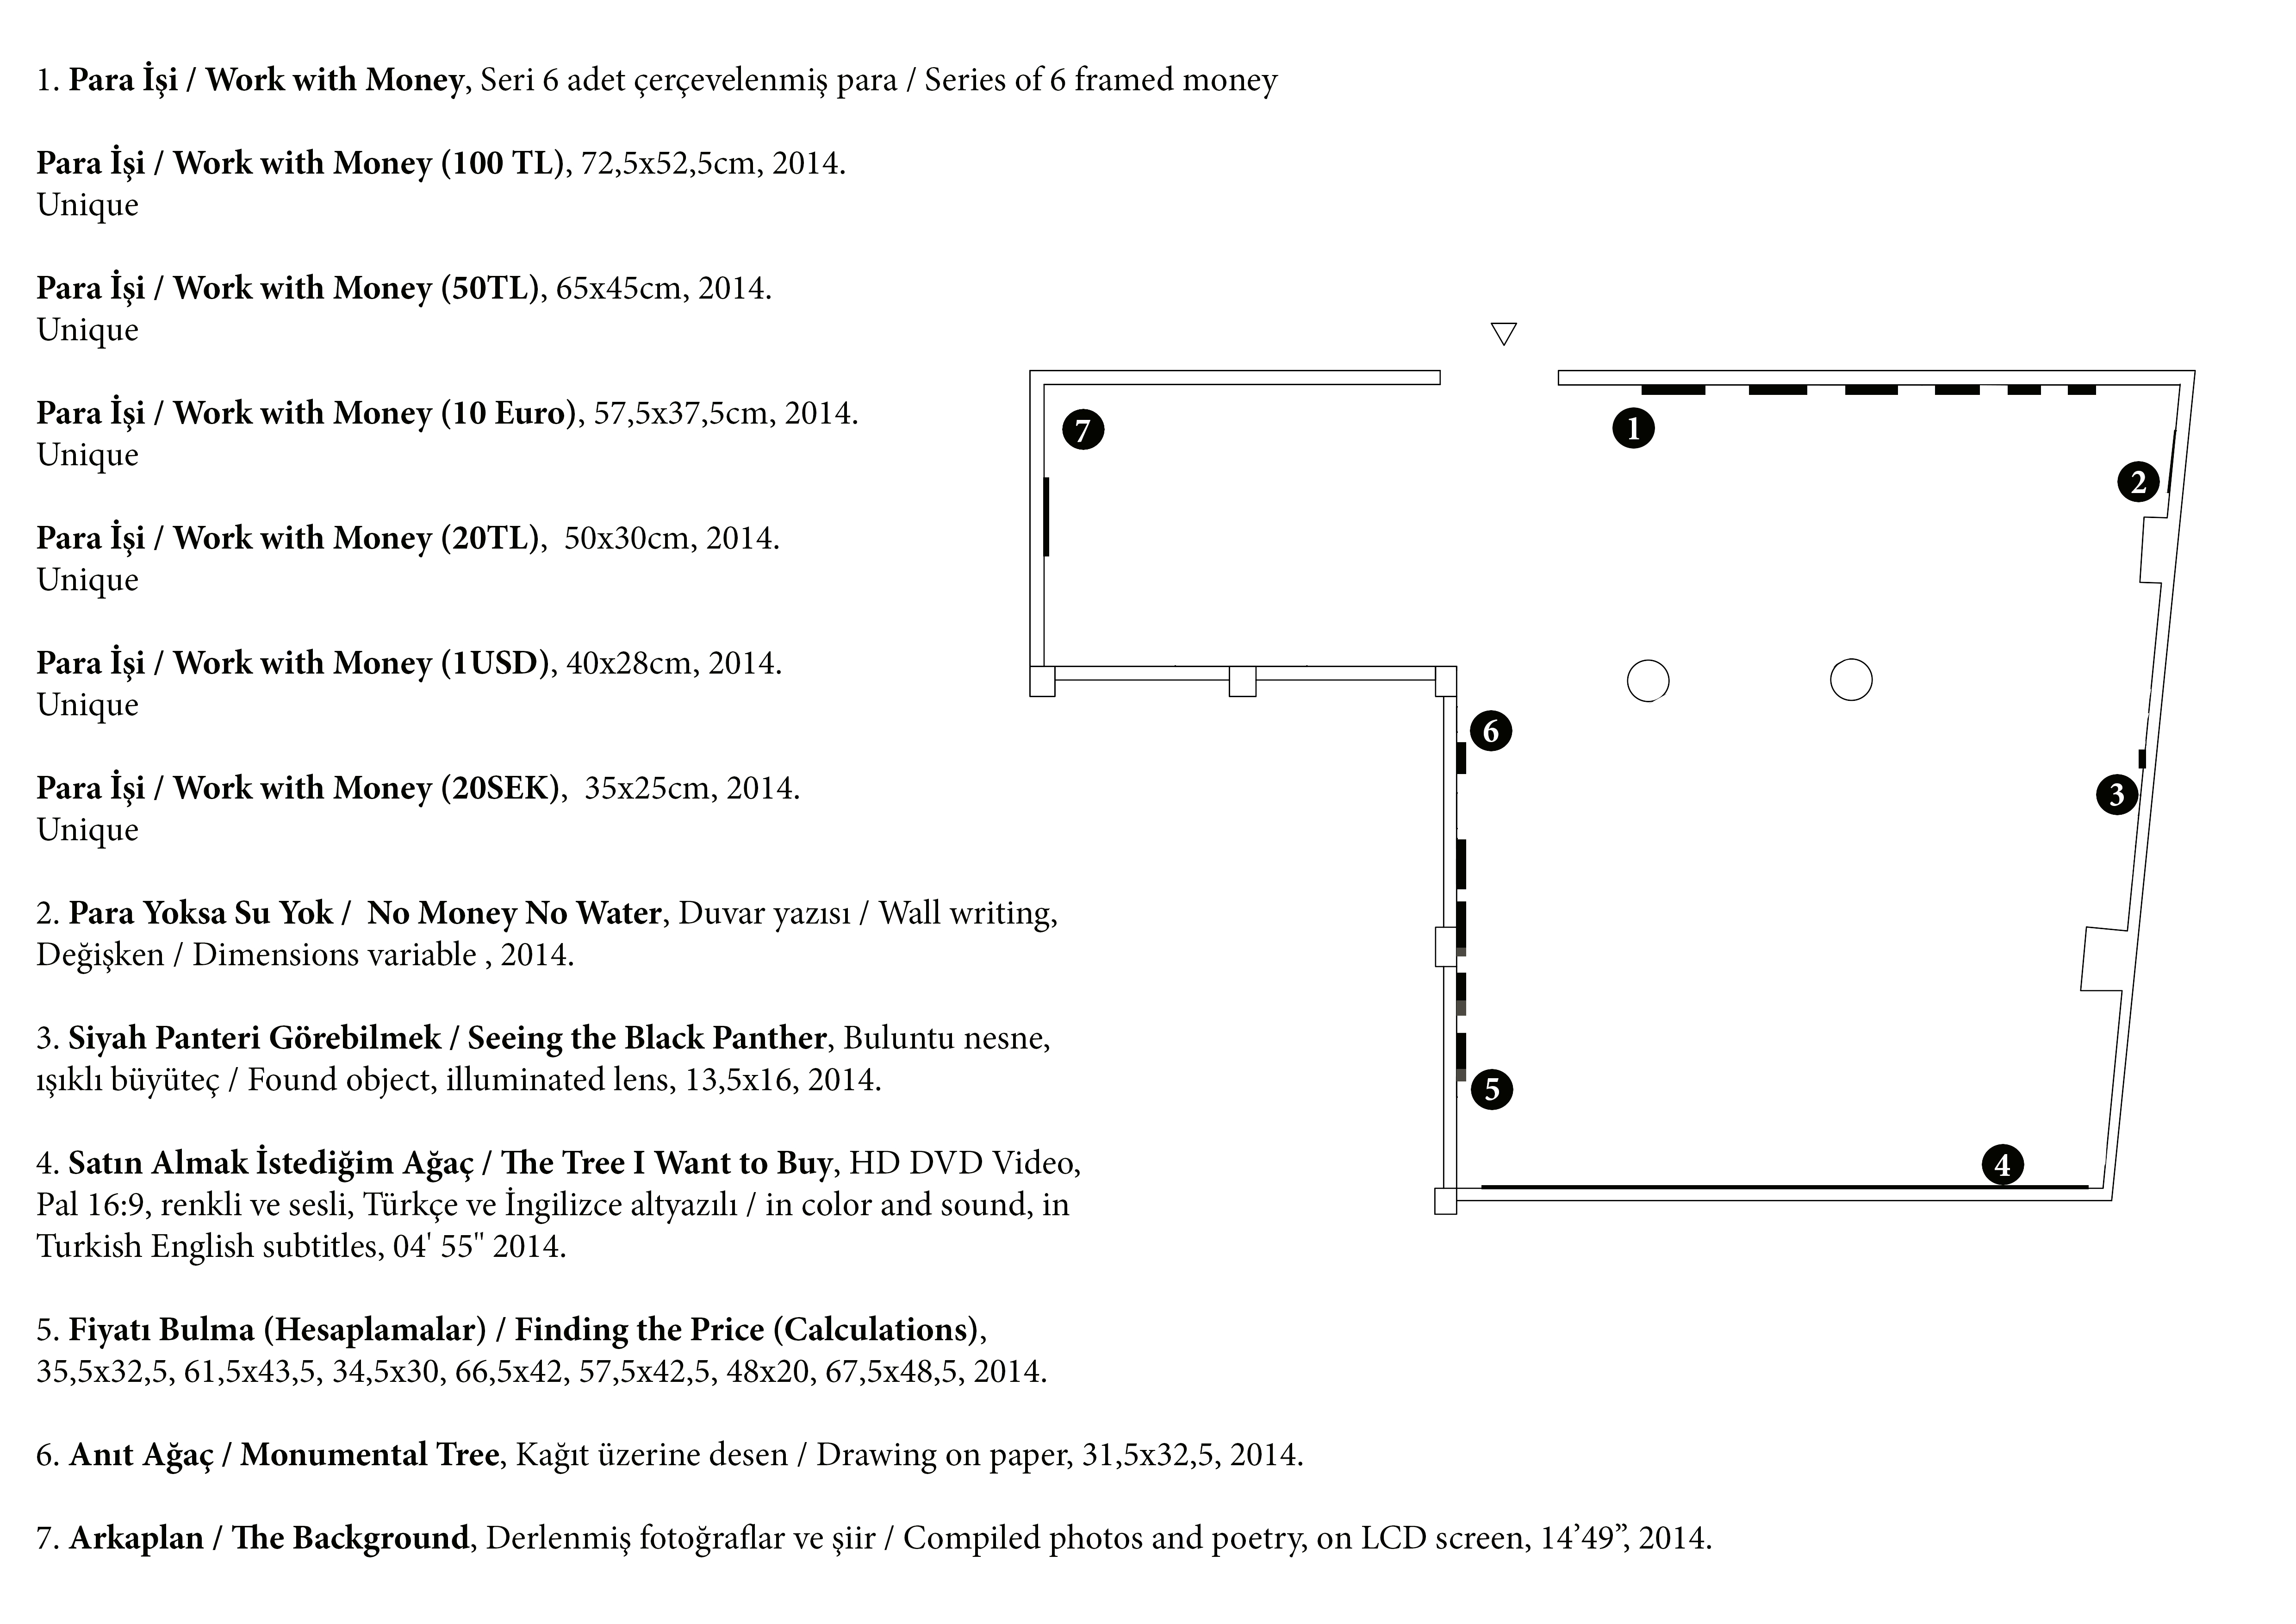 1. Para İşi / Work with Money, Seri 6 adet çerçevelenmiş para / Series of 6 framed money
Para İşi / Work with Money (100 TL), 72,5x52,5cm, 2014.
Unique
Para İşi / Work with Money (50TL), 65x45cm, 2014.
Unique
Para İşi / Work with Money (10 Euro), 57,5x37,5cm, 2014.
Unique
Para İşi / Work with Money (20TL),  50x30cm, 2014.
Unique
Para İşi / Work with Money (1USD), 40x28cm, 2014.
Unique
Para İşi / Work with Money (20SEK),  35x25cm, 2014.
Unique
2. Para Yoksa Su Yok /  No Money No Water, Duvar yazısı / Wall writing,
Değişken / Dimensions variable , 2014.
3. Siyah Panteri Görebilmek / Seeing the Black Panther, Buluntu nesne,
ışıklı büyüteç / Found object, illuminated lens, 13,5x16, 2014.
4. Satın Almak İstediğim Ağaç / The Tree I Want to Buy, HD DVD Video,
Pal 16:9, renkli ve sesli, Türkçe ve İngilizce altyazılı / in color and sound, in
Turkish English subtitles, 04' 55" 2014.
5. Fiyatı Bulma (Hesaplamalar) / Finding the Price (Calculations),
35,5x32,5, 61,5x43,5, 34,5x30, 66,5x42, 57,5x42,5, 48x20, 67,5x48,5, 2014.
6. Anıt Ağaç / Monumental Tree, Kağıt üzerine desen / Drawing on paper, 31,5x32,5, 2014.
7. Arkaplan / The Background, Derlenmiş fotoğraflar ve şiir / Compiled photos and poetry, on LCD screen, 14’49”, 2014.
7
1
2
6
3
5
4